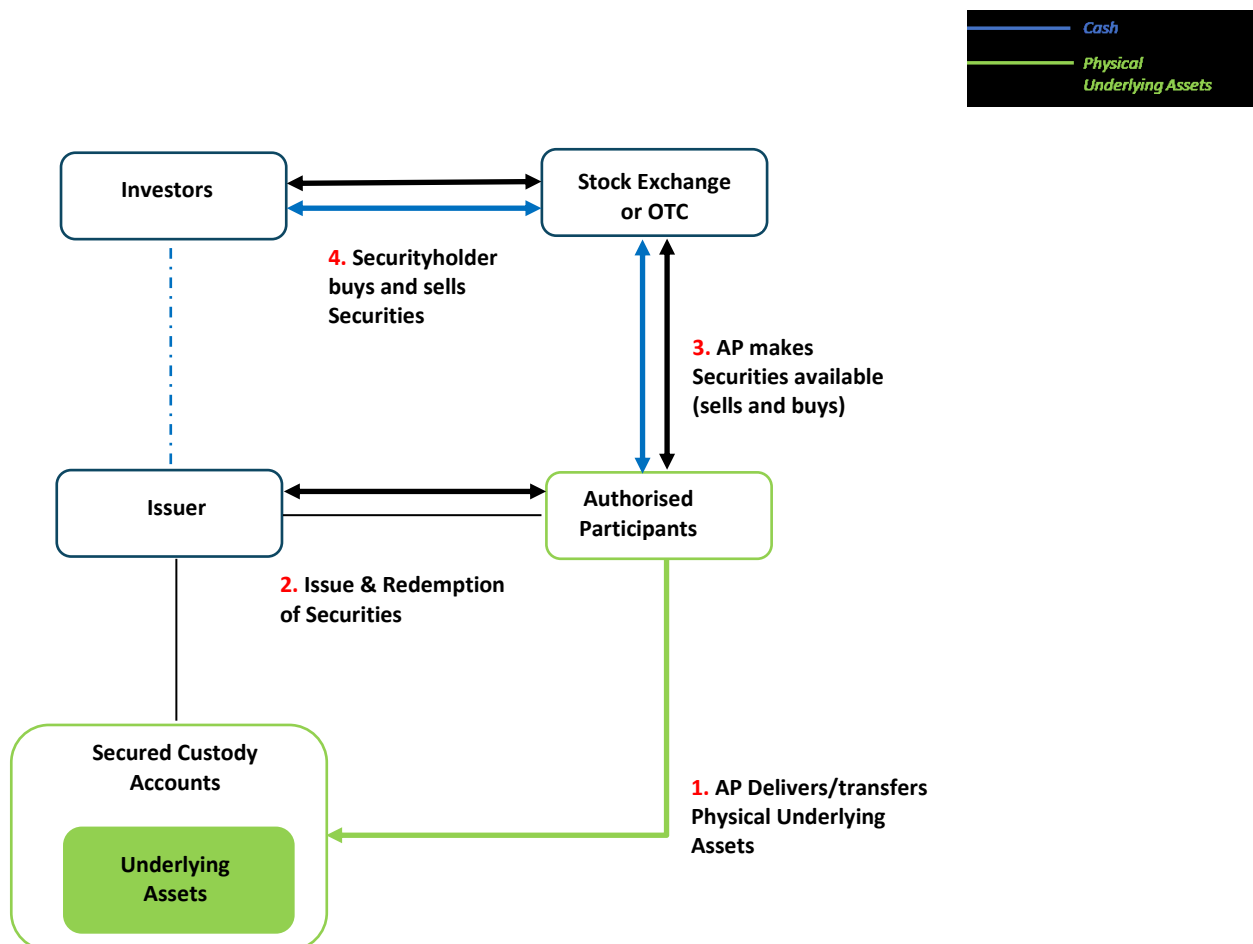 Cash
Physical
Underlying Assets
Investors
Stock Exchange
or OTC
4. Securityholder
buys and sells
Securities
3. AP makes
Securities available
(sells and buys)
Issuer
Authorised
Participants
2. Issue & Redemption
of Securities
Secured Custody
Accounts
1. AP Delivers/transfers
Physical Underlying
Assets
Underlying
Assets